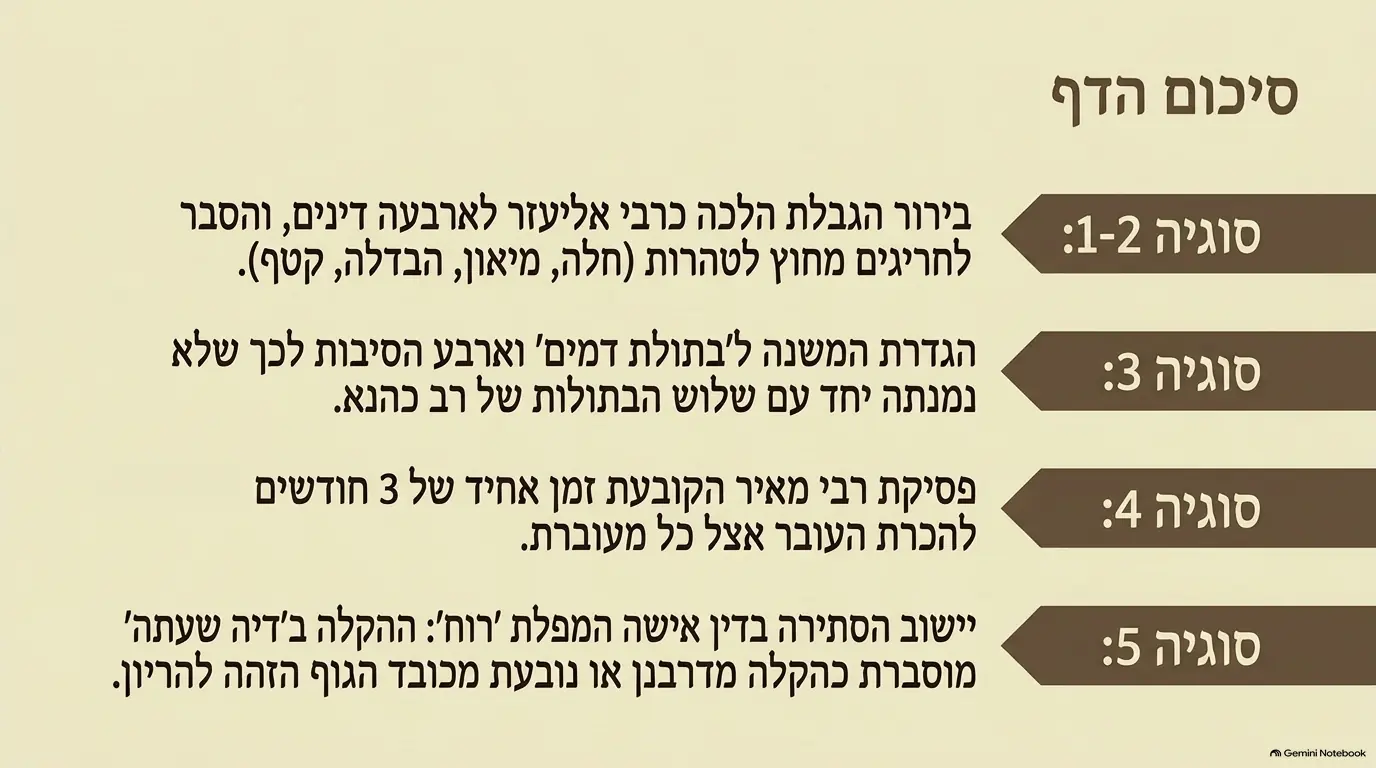 סיכום הדף
סוגיה 1-2:
בירור הגבלת הלכה כרבי אליעזר לארבעה דינים, והסבר
לחריגים מחוץ לטהרות (חלה, מיאון, הבדלה, קטף).
סוגיה 3:
הגדרת המשנה ל'בתולת דמים' וארבע הסיבות לכך שלא
נמנתה יחד עם שלוש הבתולות של רב כהנא.
סוגיה 4:
פסיקת רבי מאיר הקובעת זמן אחיד של 3 חודשים
להכרת העובר אצל כל מעוברת.
סוגיה 5:
יישוב הסתירה בדין אישה המפלת 'רוח': ההקלה ב'דיה שעתה'
מוסברת כהקלה מדרבנן או נובעת מכובד הגוף הזהה להריון.
Gemini Notebook